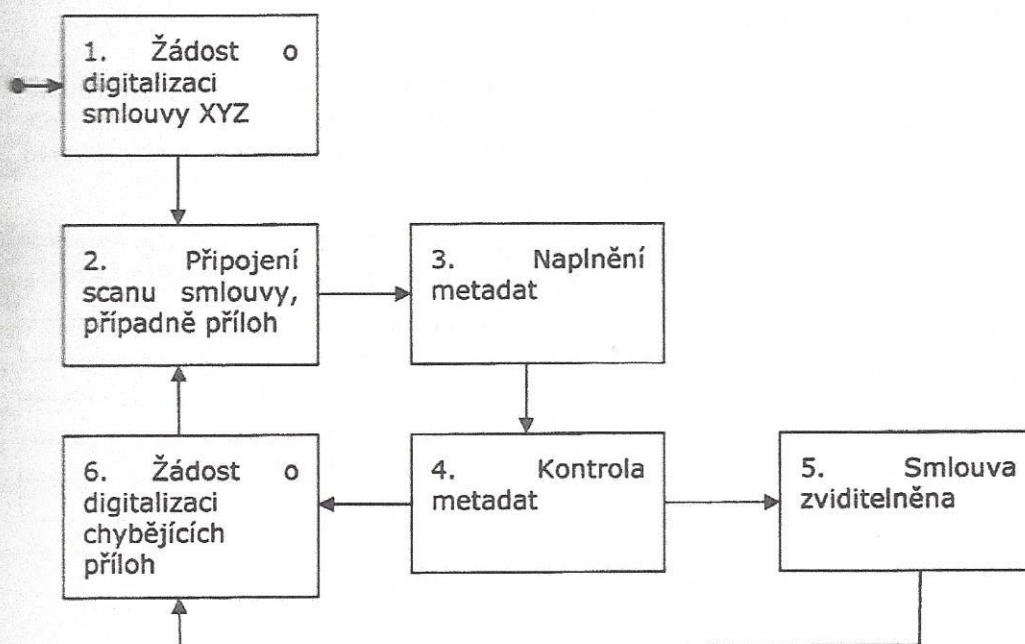 1. Žádost o
digitalizaci
smlouvy XYZ
2. Připojení
scanu smlouvy,
případně příloh
3. Naplnění
metadat
6. Žádost o
digitalizaci
chybějících
příloh
4. Kontrola
metadat
5. Smlouva
zviditelněna